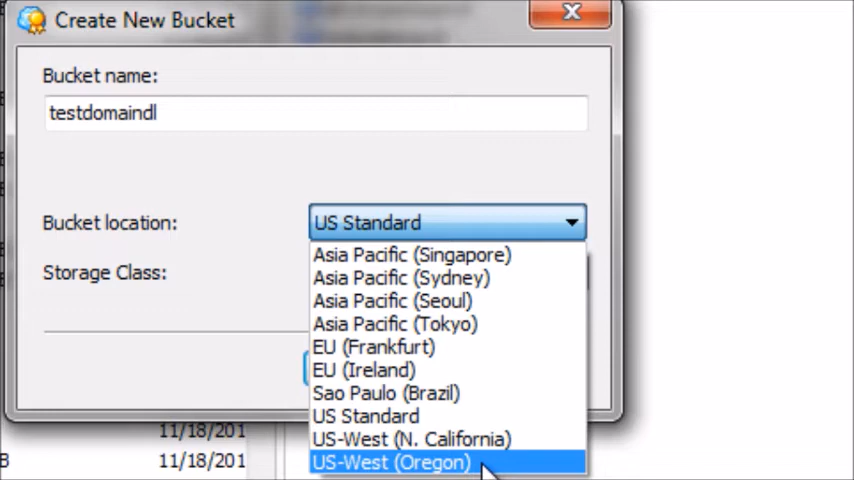 Create New Bucket
Bucket name:
testdomaindl
Bucket location:
US Standard
Asia Pacific (Singapore)
Asia Pacific (Sydney)
Storage Class:
Asia Pacific (Seoul)
Asia Pacific (Tokyo)
EU (Frankfurt)
EU (Ireland)
Sao Paulo (Brazil)
US Standard
11/18/201
US-West (N. California)
B
11/18/201
US-West (Oregon)